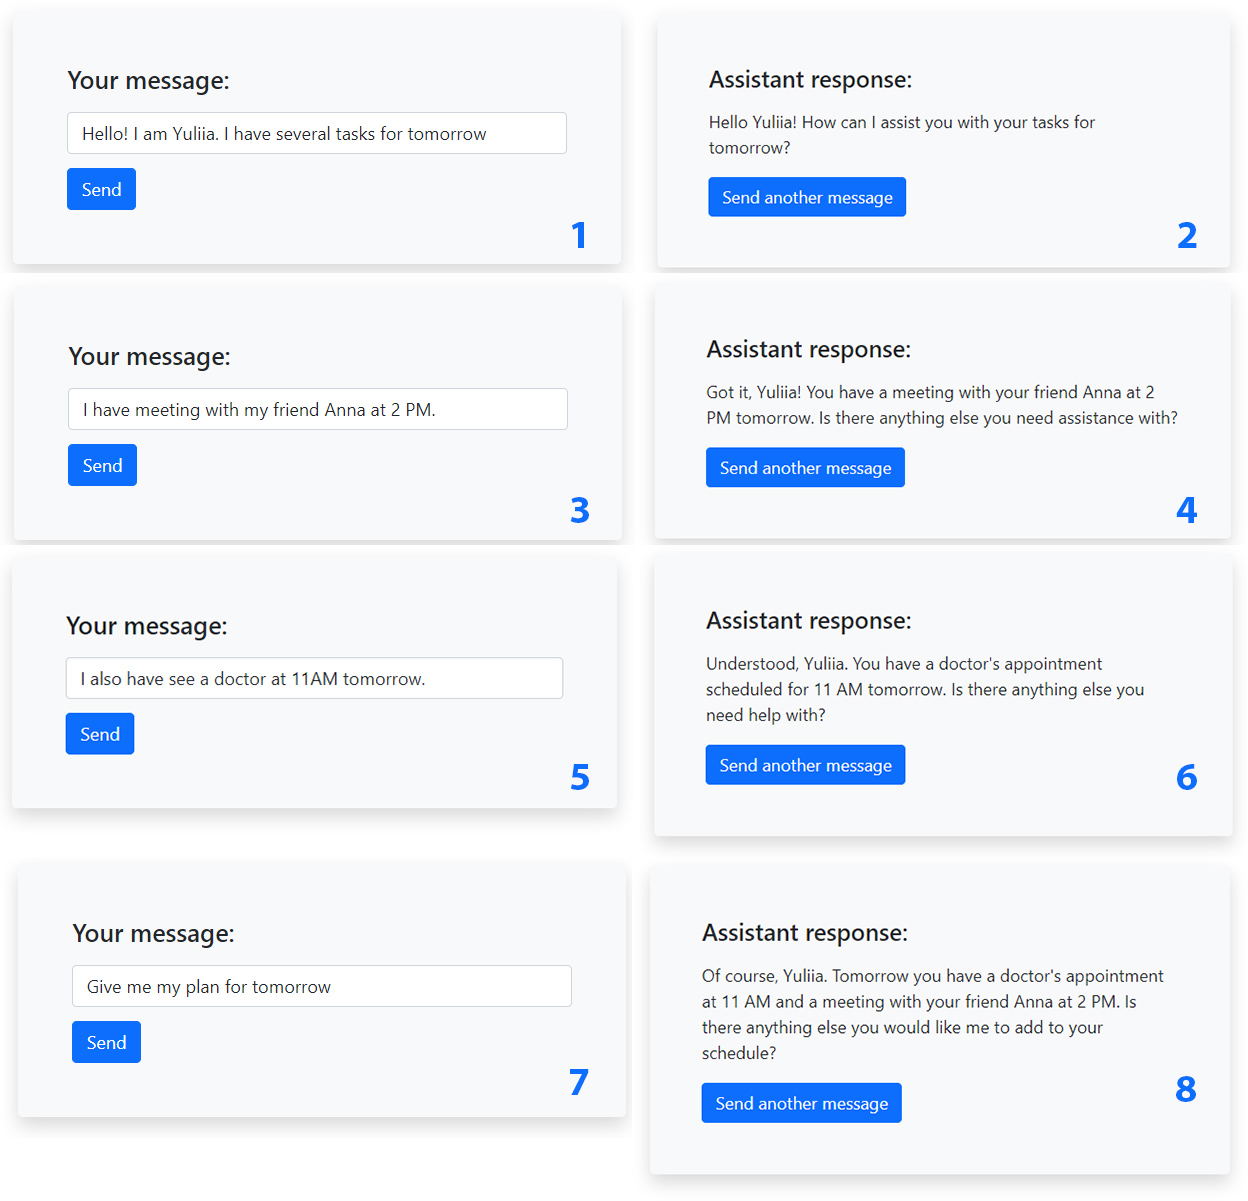 Your message:
Hello! I am Yuliia. I have several tasks for tomorrow
Send
1
Assistant response:
Hello Yuliia! How can I assist you with your tasks for
tomorrow?
Send another message
2
Your message:
I have meeting with my friend Anna at 2 PM.
Send
3
Assistant response:
Got it, Yuliia! You have a meeting with your friend Anna at 2
PM tomorrow. Is there anything else you need assistance with?
Send another message
4
Your message:
I also have see a doctor at 11AM tomorrow.
Send
5
Assistant response:
Understood, Yuliia. You have a doctor's appointment
scheduled for 11 AM tomorrow. Is there anything else you
need help with?
Send another message
6
Your message:
Give me my plan for tomorrow
Send
7
Assistant response:
Of course, Yuliia. Tomorrow you have a doctor's appointment
at 11 AM and a meeting with your friend Anna at 2 PM. Is
there anything else you would like me to add to your
schedule?
Send another message
8